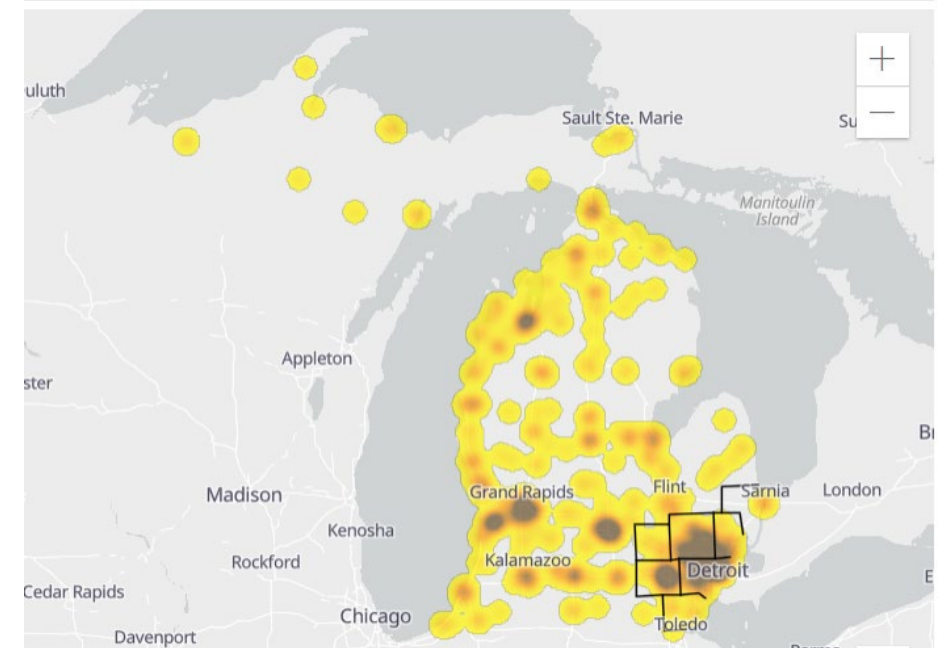 uluth
Sault Ste. Marie
Su
Manitoulin
Island
Appleton
ster
Br
Madison
Grand Rapids
Flint
Sarnia
London
Kenosha
Rockford
Kalamazoo
Detroit
E
Cedar Rapids
Chicago
Toledo
Davenport